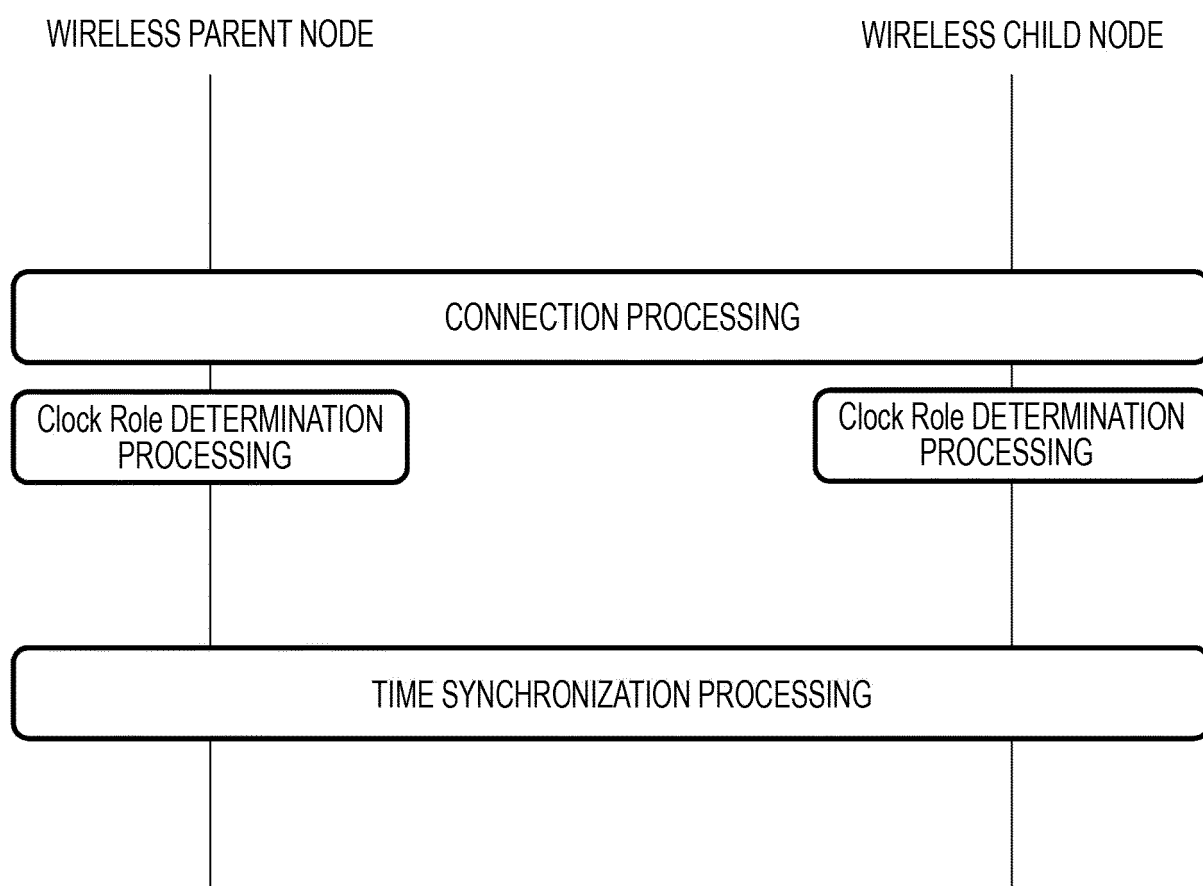 WIRELESS PARENT NODE
WIRELESS CHILD NODE
CONNECTION PROCESSING
Clock Role DETERMINATION
PROCESSING
Clock Role DETERMINATION
PROCESSING
TIME SYNCHRONIZATION PROCESSING